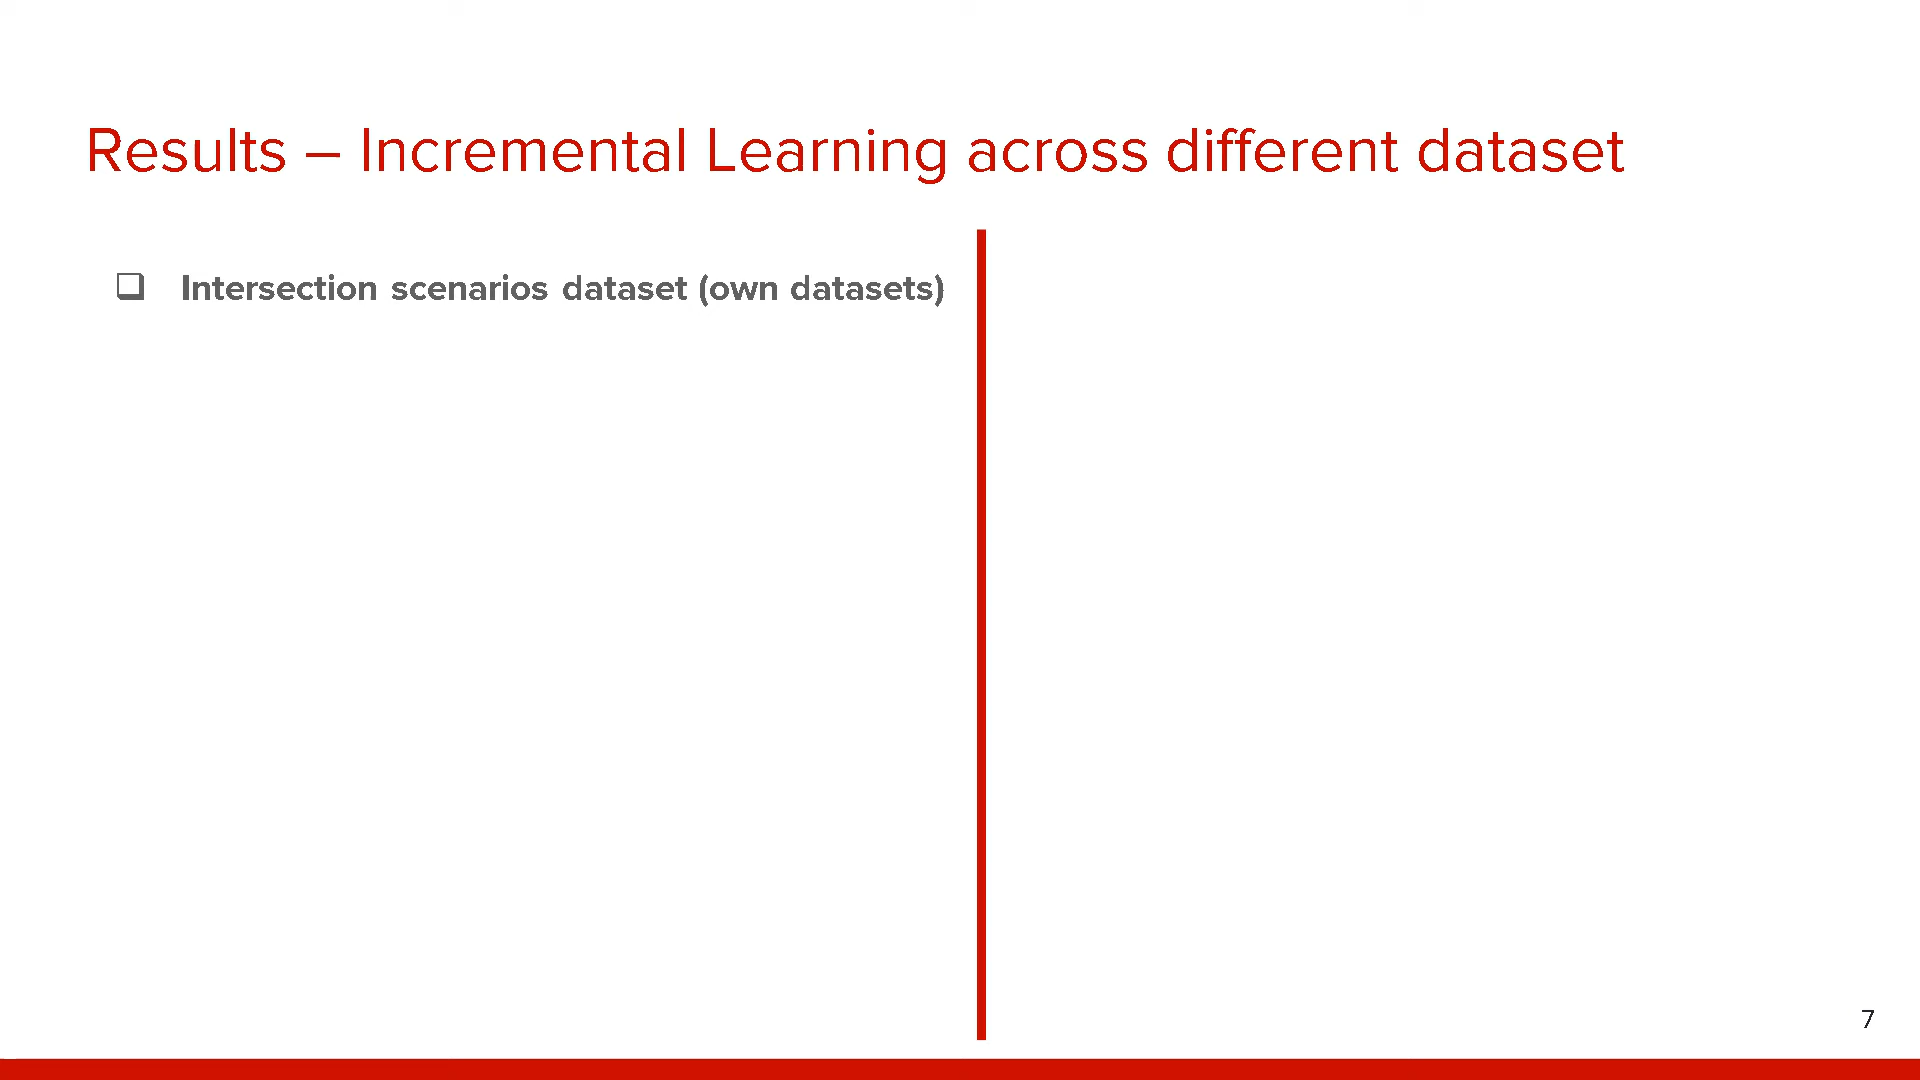 Results – Incremental Learning across different dataset
Intersection scenarios dataset (own datasets)
7